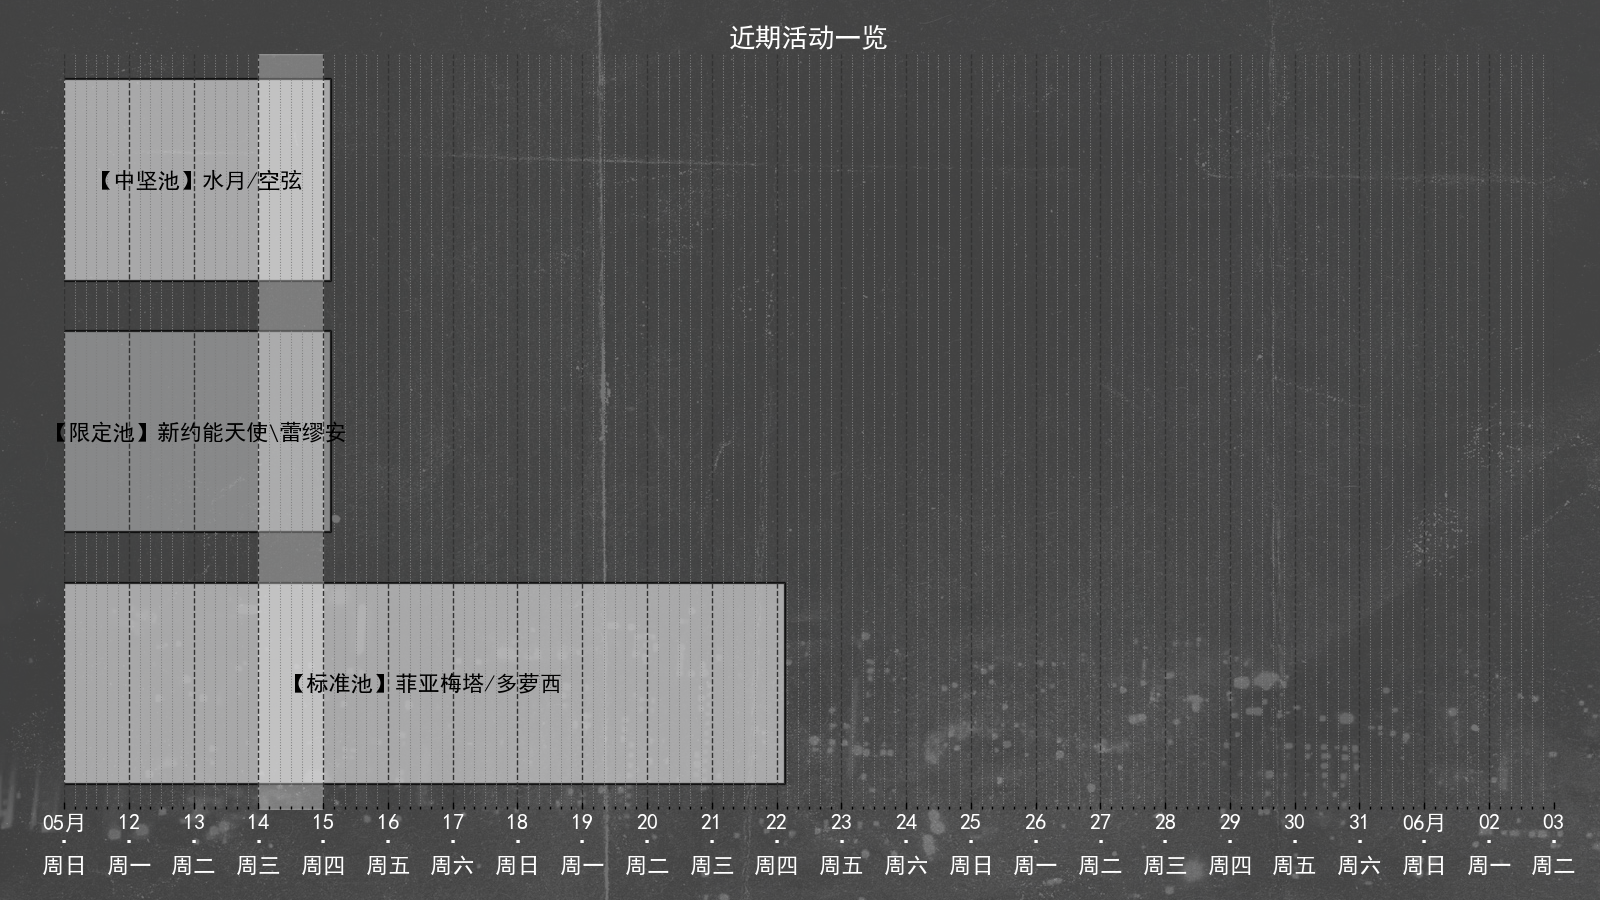 近期活动一览
【中坚池】水月/空弦
【限定池】新约能天使\蕾缪安
【标准池】菲亚梅塔/多萝西
05月 12 13 14 15 16 17 18 19 20 21 22 23 24 25 26 27 28 29 30 31 06月 02 03
周日 周一 周二 周三 周四 周五 周六 周日 周一 周二 周三 周四 周五 周六 周日 周一 周二 周三 周四 周五 周六 周日 周一 周二